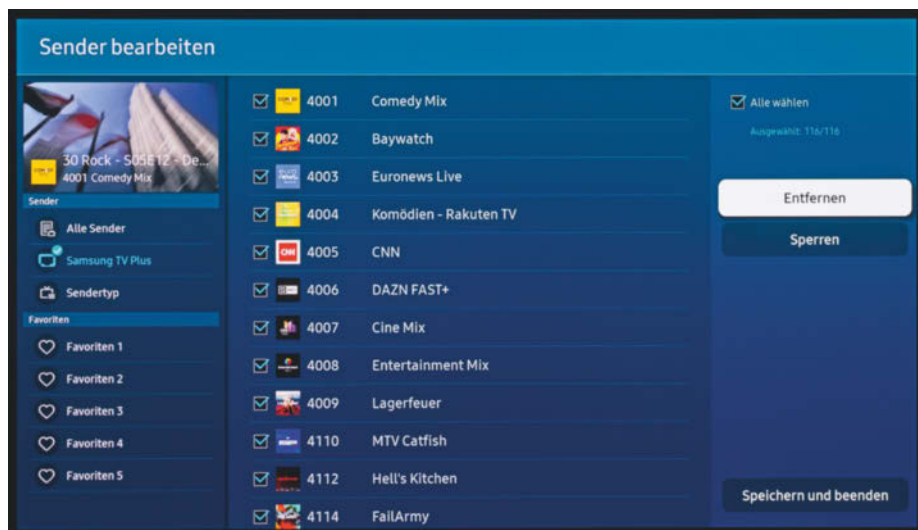 Sender bearbeiten
30 Rock - S05E12 - De...
4001 Comedy Mix
Sender
Alle Sender
Samsung TV Plus
Sendertyp
Favoriten
Favoriten 1
Favoriten 2
Favoriten 3
Favoriten 4
Favoriten 5
4001 Comedy Mix
4002 Baywatch
4003 Euronews Live
4004 Komödien - Rakuten TV
CNN 4005 CNN
4006 DAZN FAST+
4007 Cine Mix
4008 Entertainment Mix
4009 Lagerfeuer
4110 MTV Catfish
4112 Hell's Kitchen
4114 FailArmy
Alle wählen
Ausgewählt: 116/116
Entfernen
Sperren
Speichern und beenden